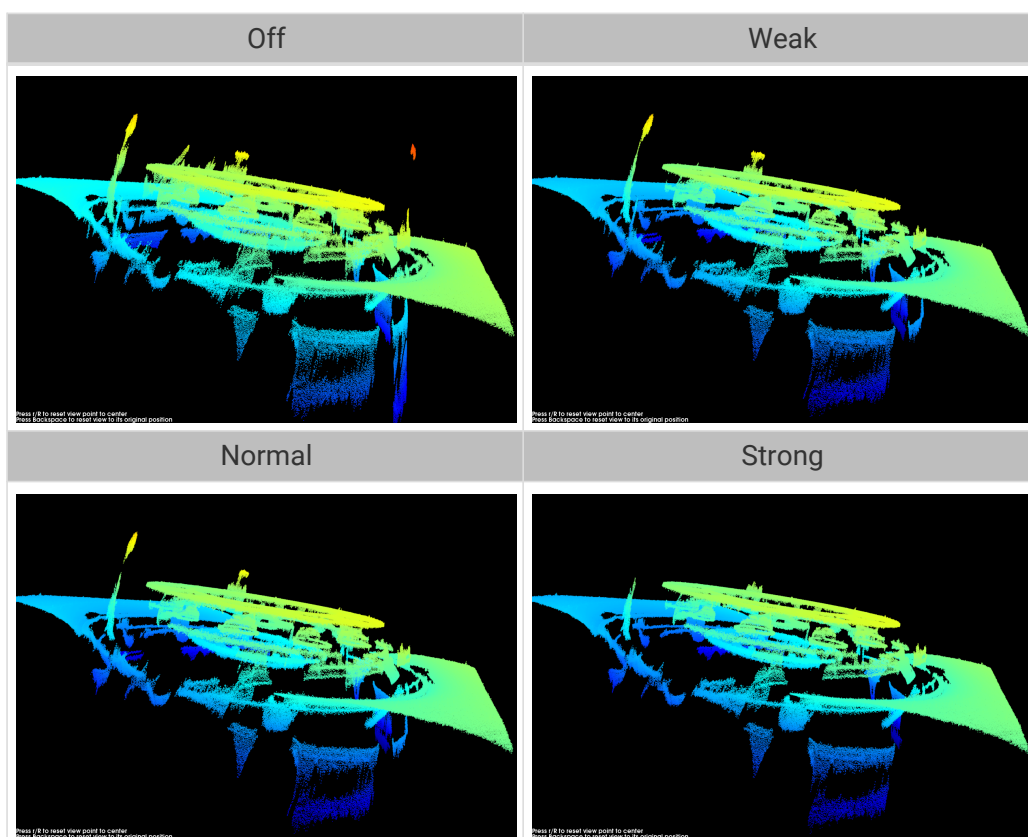 Off
Weak
Press r/R to reset view point to center
Press Backspace to reset view to its original position
Press r/R to reset view point to center
Press Backspace to reset view to its original position
Normal
Strong
Press r/R to reset view point to center
Press Backspace to reset view to its original position
Press r/R to reset view point to center
Press Backspace to reset view to its original position